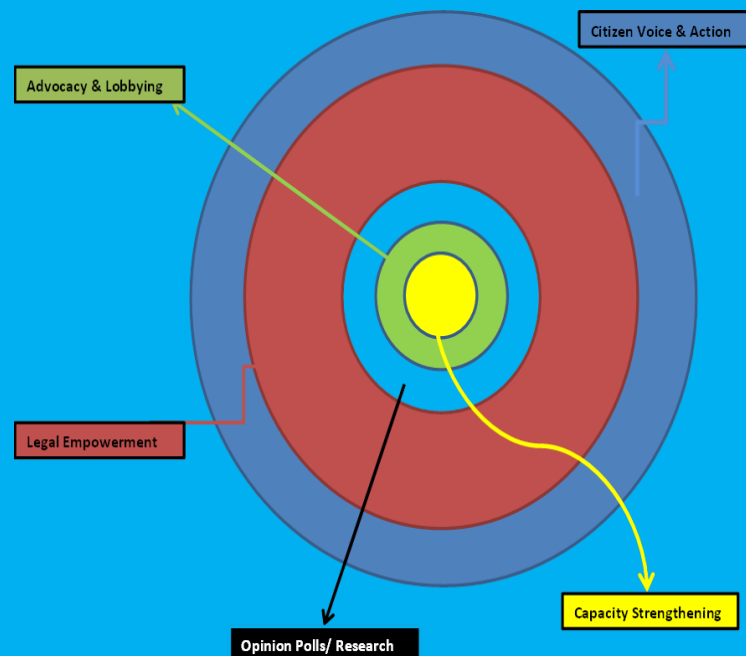 Citizen Voice & Action
Advocacy & Lobbying
Legal Empowerment
Capacity Strengthening
Opinion Polls/ Research